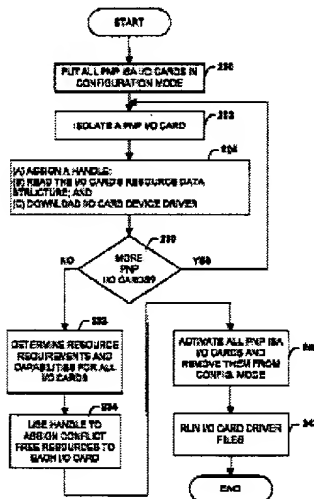 START
PUT ALL PNP ISA I/O CARDS IN
CONFIGURATION MODE
ISOLATE A PNP I/O CARD
(A) ASSIGN A HANDLE;
(B) READ THE I/O CARD'S RESOURCE DATA
STRUCTURE; AND
(C) DOWNLOAD I/O CARD DEVICE DRIVER
NO
MORE
PNP
I/O CARDS?
YES
DETERMINE RESOURCE
REQUIREMENTS AND
CAPABILITIES FOR ALL
I/O CARDS
USE HANDLE TO
ASSIGN CONFLICT
FREE RESOURCES TO
EACH I/O CARD
ACTIVATE ALL PNP ISA
I/O CARDS AND
REMOVE THEM FROM
CONFIG. MODE
RUN I/O CARD DRIVER
FILES
END